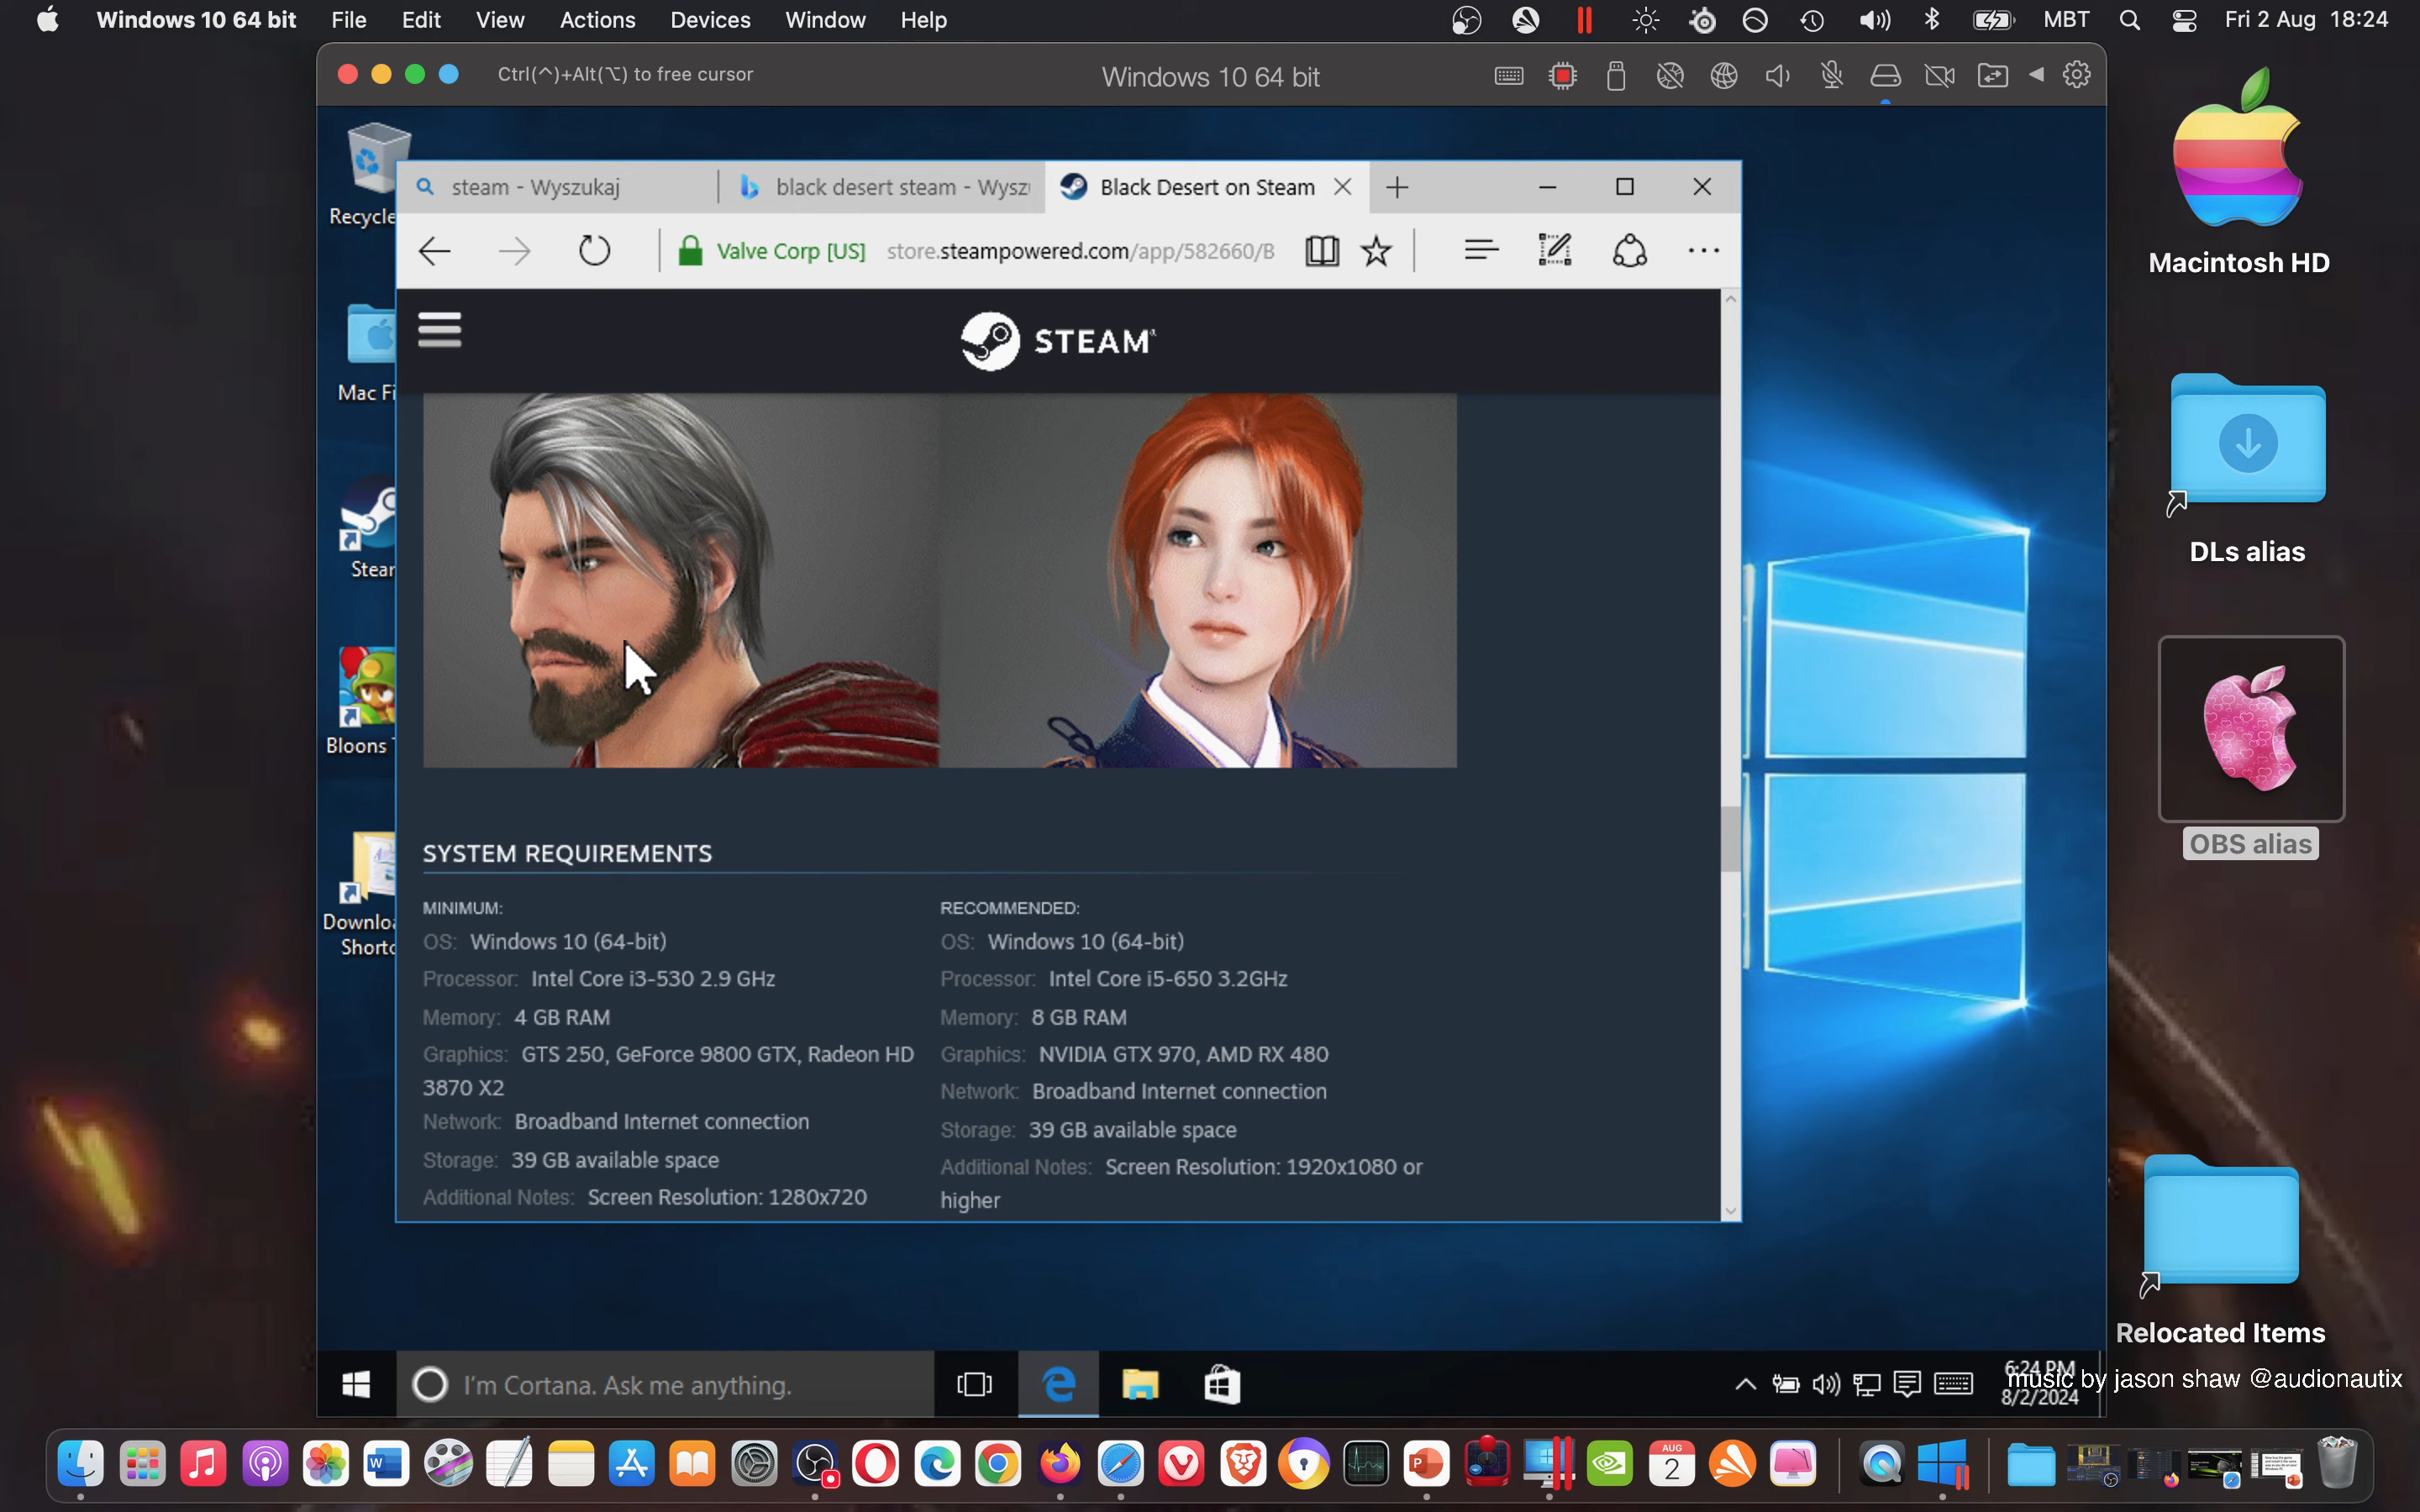 Windows 10 64 bit File Edit View Actions Devices Window Help MBT Fri 2 Aug 18:24
Ctrl(^)+Alt(⌥) to free cursor Windows 10 64 bit
steam - Wyszukaj black desert steam - Wysz Black Desert on Steam
Valve Corp [US] store.steampowered.com/app/582660/B
STEAM
Recycle
Mac Fi
Stear
Bloons
Downlo
Shortc
Macintosh HD
DLs alias
OBS alias
Relocated Items
SYSTEM REQUIREMENTS
MINIMUM:
OS: Windows 10 (64-bit)
Processor: Intel Core i3-530 2.9 GHz
Memory: 4 GB RAM
Graphics: GTS 250, GeForce 9800 GTX, Radeon HD
3870 X2
Network: Broadband Internet connection
Storage: 39 GB available space
Additional Notes: Screen Resolution: 1280x720
RECOMMENDED:
OS: Windows 10 (64-bit)
Processor: Intel Core i5-650 3.2GHz
Memory: 8 GB RAM
Graphics: NVIDIA GTX 970, AMD RX 480
Network: Broadband Internet connection
Storage: 39 GB available space
Additional Notes: Screen Resolution: 1920x1080 or
higher
I'm Cortana. Ask me anything.
6:24 PM
8/2/2024
music by jason shaw @audionautix
AUG
2